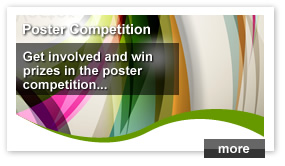 Poster Competition
Get involved and win
prizes in the poster
competition...
more